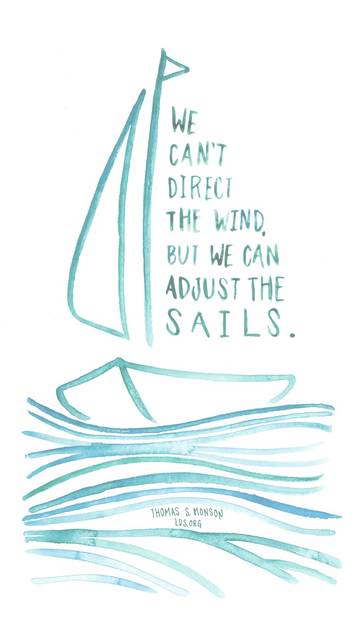 WE
CAN'T
DIRECT
THE WIND,
BUT WE CAN
ADJUST THE
SAILS.
THOMAS S. MONSON
LDS.ORG